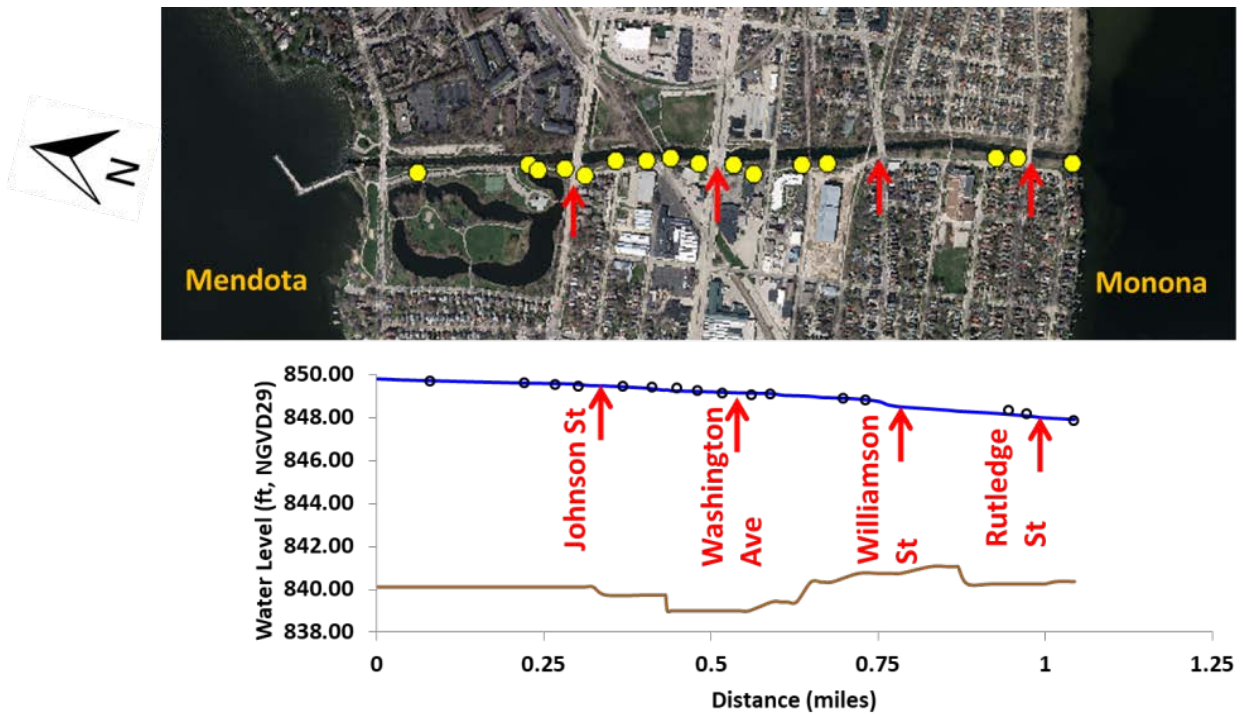 N
Mendota
Monona
850.00
848.00
846.00
844.00
842.00
840.00
838.00
Water Level (ft, NGVD29)
Johnson St
Washington
Ave
Williamson
St
Rutledge
St
0
0.25
0.5
0.75
1
1.25
Distance (miles)